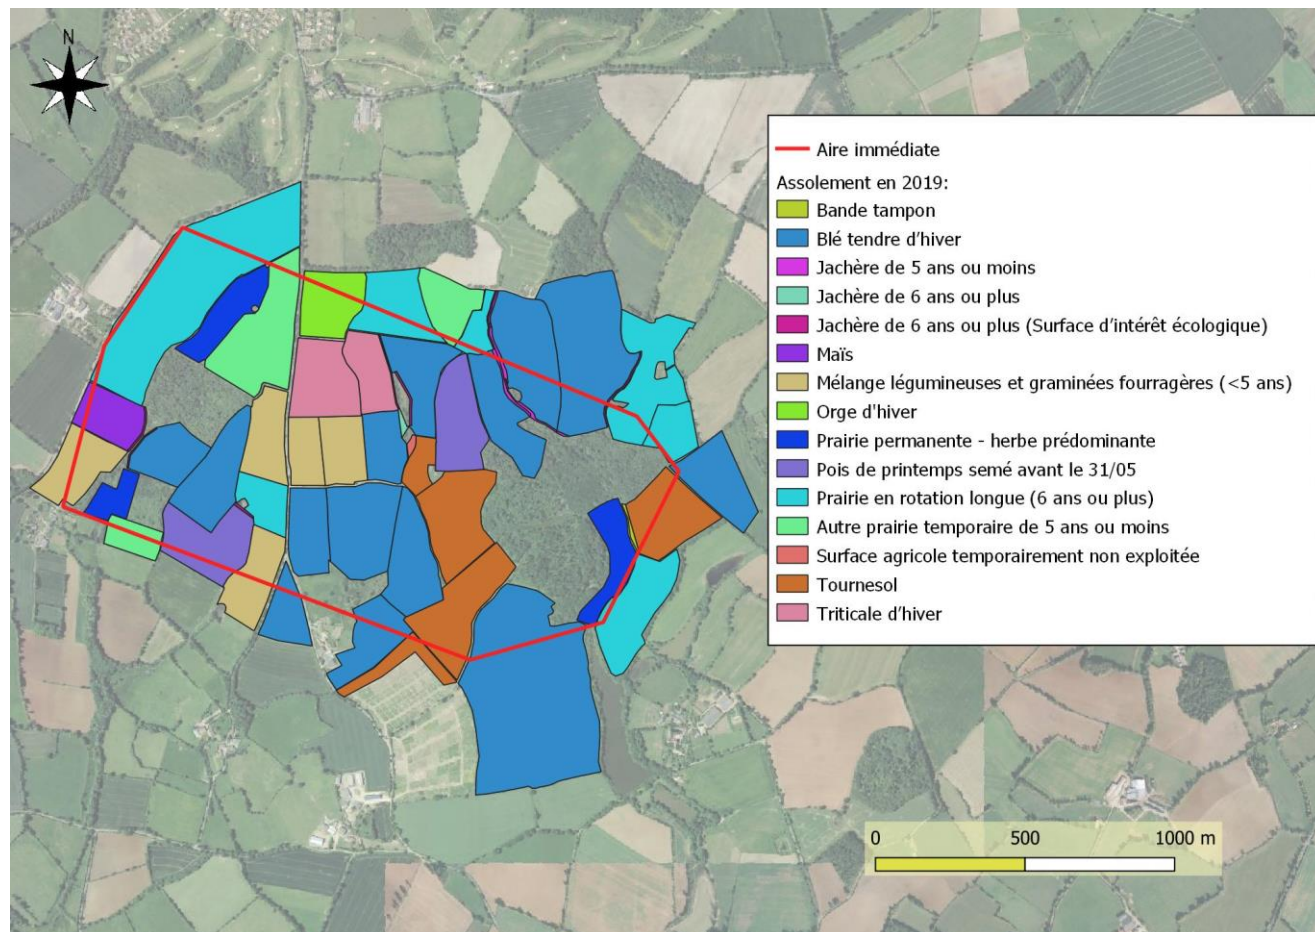 N
Aire immédiate
Assolement en 2019:
Bande tampon
Blé tendre d’hiver
Jachère de 5 ans ou moins
Jachère de 6 ans ou plus
Jachère de 6 ans ou plus (Surface d’intérêt écologique)
Maïs
Mélange légumineuses et graminées fourragères (<5 ans)
Orge d'hiver
Prairie permanente - herbe prédominante
Pois de printemps semé avant le 31/05
Prairie en rotation longue (6 ans ou plus)
Autre prairie temporaire de 5 ans ou moins
Surface agricole temporairement non exploitée
Tournesol
Triticale d’hiver
0 500 1000 m